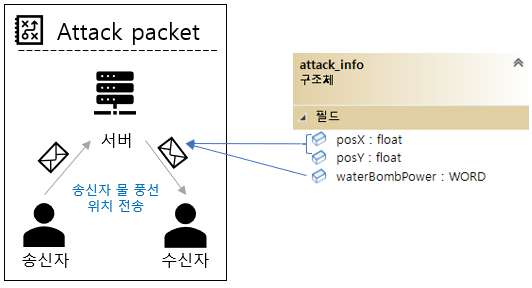 Attack packet
서버
송신자 물 풍선
위치 전송
송신자
수신자
attack_info
구조체
필드
posX : float
posY : float
waterBombPower : WORD